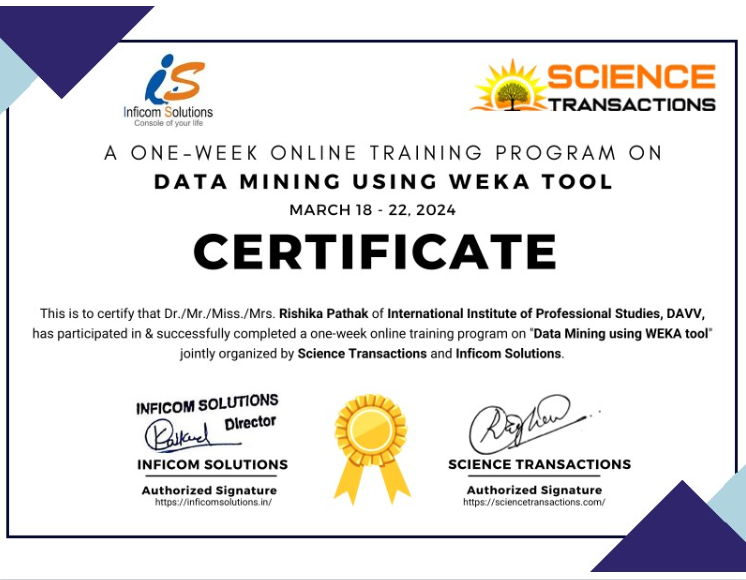 iS
Inficom Solutions
Console of your life
SCIENCE
TRANSACTIONS
A ONE-WEEK ONLINE TRAINING PROGRAM ON
DATA MINING USING WEKA TOOL
MARCH 18 - 22, 2024
CERTIFICATE
This is to certify that Dr./Mr./Miss./Mrs. Rishika Pathak of International Institute of Professional Studies, DAVV,
has participated in & successfully completed a one-week online training program on "Data Mining using WEKA tool"
jointly organized by Science Transactions and Inficom Solutions.
INFICOM SOLUTIONS
Director
INFICOM SOLUTIONS
Authorized Signature
https://inficomsolutions.in/
SCIENCE TRANSACTIONS
Authorized Signature
https://sciencetransactions.com/